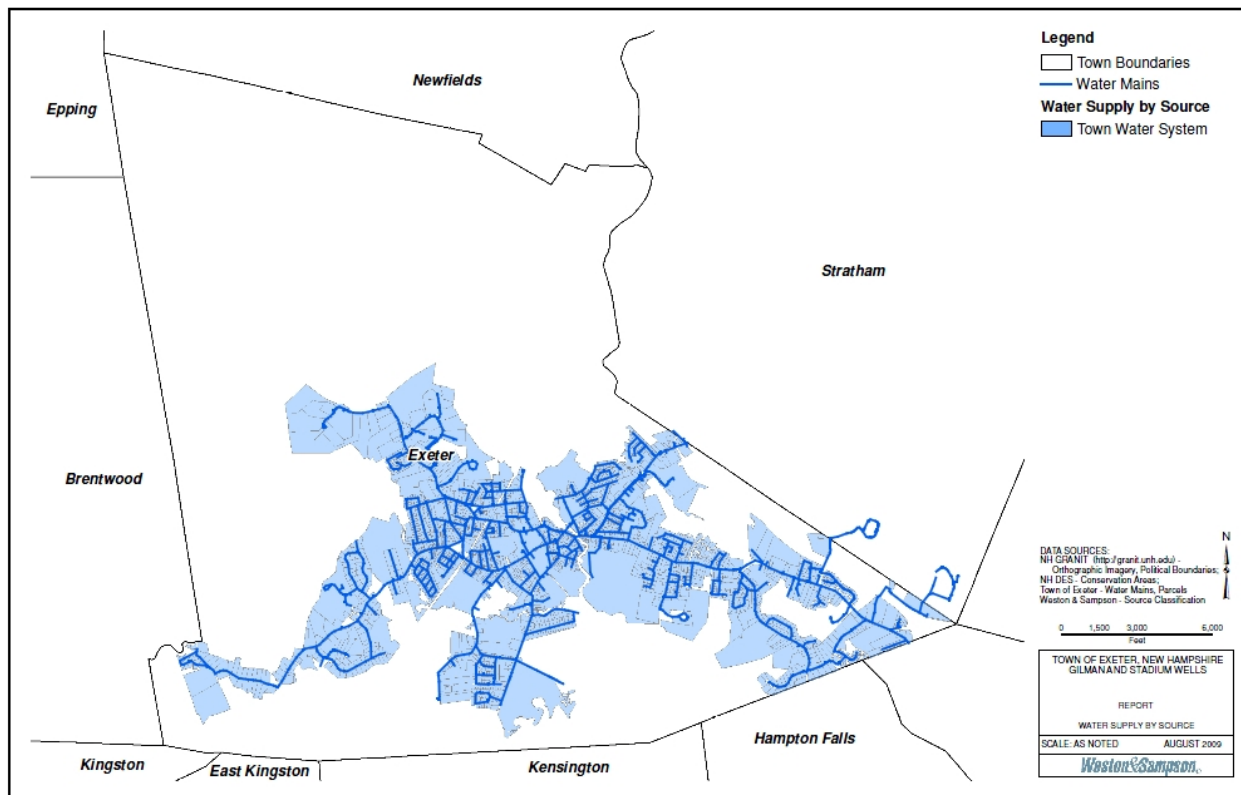 Newfields
Epping
Stratham
Exeter
Brentwood
Kingston
East Kingston
Kensington
Hampton Falls
Legend
Town Boundaries
Water Mains
Water Supply by Source
Town Water System
N
DATA SOURCES:
NH GRANIT (http://granit.unh.edu) -
Orthographic Imagery, Political Boundaries;
NH DES - Conservation Areas;
Town of Exeter - Water Mains, Parcels
Weston & Sampson - Source Classification
0 1,500 3,000 6,000
Feet
TOWN OF EXETER, NEW HAMPSHIRE
GILMAN AND STADIUM WELLS
REPORT
WATER SUPPLY BY SOURCE
SCALE: AS NOTED AUGUST 2009
Weston&Sampson